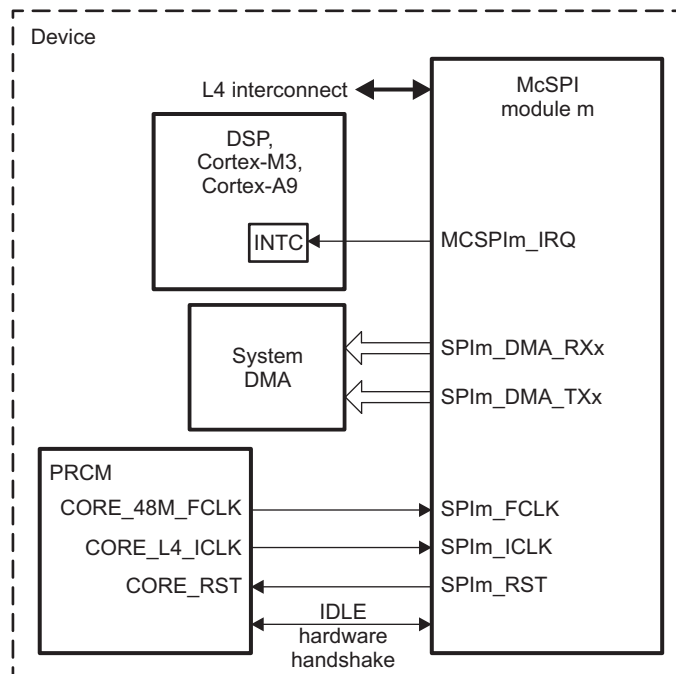 Device
L4 interconnect
McSPI
module m
DSP,
Cortex-M3,
Cortex-A9
INTC
MCSPIm_IRQ
System
DMA
SPIm_DMA_RXx
SPIm_DMA_TXx
PRCM
CORE_48M_FCLK
SPIm_FCLK
CORE_L4_ICLK
SPIm_ICLK
CORE_RST
SPIm_RST
IDLE
hardware
handshake